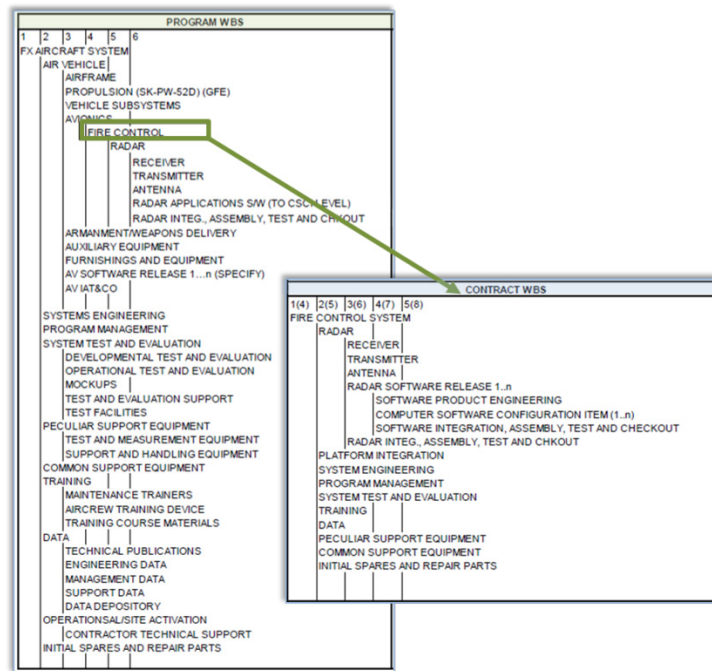 PROGRAM WBS
1 2 3 4 5 6
FX AIRCRAFT SYSTEM
AIR VEHICLE
AIRFRAME
PROPULSION (SK-PW-52D) (GFE)
VEHICLE SUBSYSTEMS
AVIONICS
FIRE CONTROL
RADAR
RECEIVER
TRANSMITTER
ANTENNA
RADAR APPLICATIONS S/W (TO CSCI LEVEL)
RADAR INTEG., ASSEMBLY, TEST AND CHKOUT
ARMANMENT/WEAPONS DELIVERY
AUXILIARY EQUIPMENT
FURNISHINGS AND EQUIPMENT
AV SOFTWARE RELEASE 1...n (SPECIFY)
AV IAT&CO
SYSTEMS ENGINEERING
PROGRAM MANAGEMENT
SYSTEM TEST AND EVALUATION
DEVELOPMENTAL TEST AND EVALUATION
OPERATIONAL TEST AND EVALUATION
MOCKUPS
TEST AND EVALUATION SUPPORT
TEST FACILITIES
PECULIAR SUPPORT EQUIPMENT
TEST AND MEASUREMENT EQUIPMENT
SUPPORT AND HANDLING EQUIPMENT
COMMON SUPPORT EQUIPMENT
TRAINING
MAINTENANCE TRAINERS
AIRCREW TRAINING DEVICE
TRAINING COURSE MATERIALS
DATA
TECHNICAL PUBLICATIONS
ENGINEERING DATA
MANAGEMENT DATA
SUPPORT DATA
DATA DEPOSITORY
OPERATIONSAL/SITE ACTIVATION
CONTRACTOR TECHNICAL SUPPORT
INITIAL SPARES AND REPAIR PARTS
CONTRACT WBS
1(4) 2(5) 3(6) 4(7) 5(8)
FIRE CONTROL SYSTEM
RADAR
RECEIVER
TRANSMITTER
ANTENNA
RADAR SOFTWARE RELEASE 1..n
SOFTWARE PRODUCT ENGINEERING
COMPUTER SOFTWARE CONFIGURATION ITEM (1..n)
SOFTWARE INTEGRATION, ASSEMBLY, TEST AND CHECKOUT
RADAR INTEG., ASSEMBLY, TEST AND CHKOUT
PLATFORM INTEGRATION
SYSTEM ENGINEERING
PROGRAM MANAGEMENT
SYSTEM TEST AND EVALUATION
TRAINING
DATA
PECULIAR SUPPORT EQUIPMENT
COMMON SUPPORT EQUIPMENT
INITIAL SPARES AND REPAIR PARTS